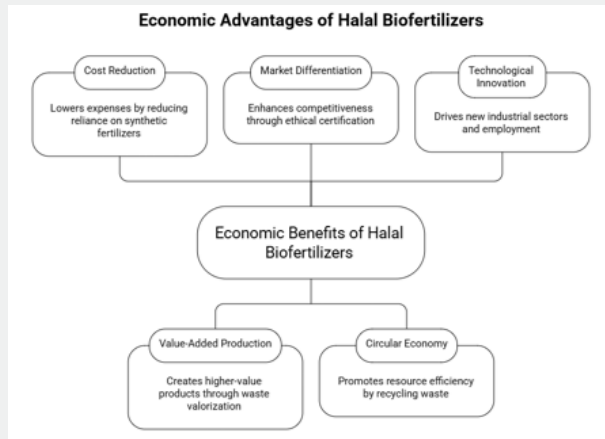 Economic Advantages of Halal Biofertilizers
Cost Reduction
Lowers expenses by reducing
reliance on synthetic
fertilizers
Market Differentiation
Enhances competitiveness
through ethical certification
Technological
Innovation
Drives new industrial sectors
and employment
Economic Benefits of Halal
Biofertilizers
Value-Added Production
Creates higher-value
products through waste
valorization
Circular Economy
Promotes resource efficiency
by recycling waste